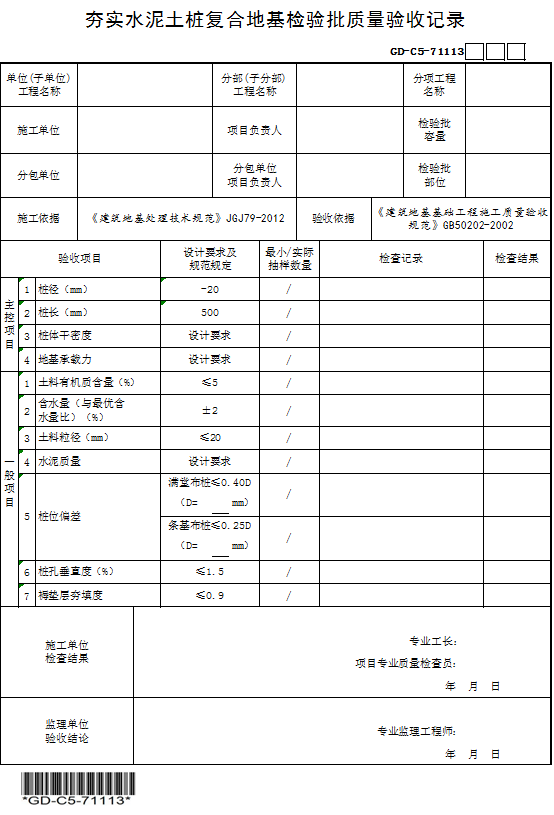 夯实水泥土桩复合地基检验批质量验收记录
GD-C5-71113
单位(子单位)
工程名称
分部(子分部)
工程名称
分项工程
名称
施工单位
项目负责人
检验批
容量
分包单位
分包单位
项目负责人
检验批
部位
施工依据
《建筑地基处理技术规范》JGJ79-2012
验收依据
《建筑地基基础工程施工质量验收
规范》GB50202-2002
验收项目
设计要求及
规范规定
最小/实际
抽样数量
检查记录
检查结果
主控项目
1 桩径（mm） -20 /
2 桩长（mm） 500 /
3 桩体干密度 设计要求 /
4 地基承载力 设计要求 /
一般项目
1 土料有机质含量（%） ≤5 /
2 含水量（与最优含
水量比）（%） ±2 /
3 土料粒径（mm） ≤20 /
4 水泥质量 设计要求 /
5 桩位偏差
满堂布桩≤0.40D
（D= mm） /
条基布桩≤0.25D
（D= mm） /
6 桩孔垂直度（%） ≤1.5 /
7 褥垫层夯填度 ≤0.9 /
施工单位
检查结果
专业工长：
项目专业质量检查员：
年 月 日
监理单位
验收结论
专业监理工程师：
年 月 日
*GD-C5-71113*